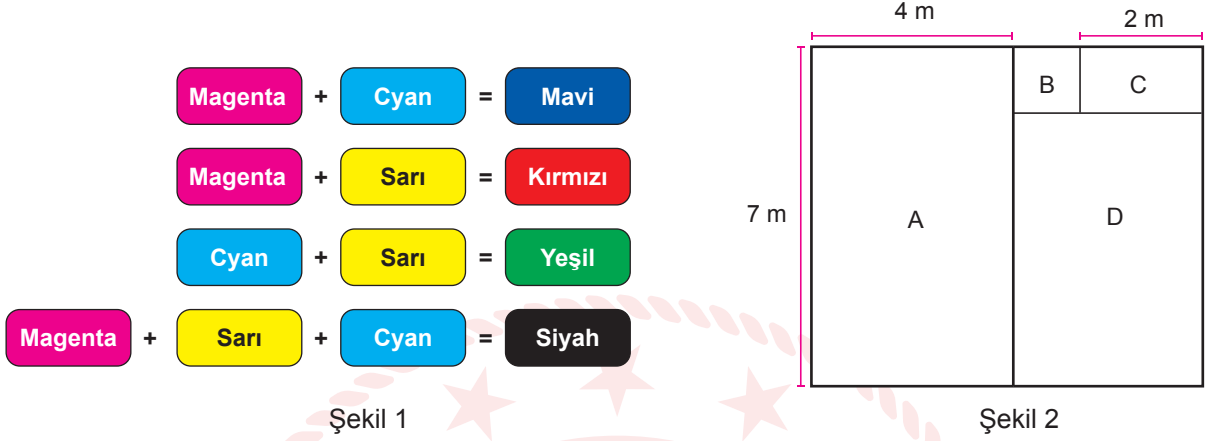 Magenta + Cyan = Mavi
Magenta + Sarı = Kırmızı
Cyan + Sarı = Yeşil
Magenta + Sarı + Cyan = Siyah
Şekil 1
4 m
2 m
7 m
A
B
C
D
Şekil 2